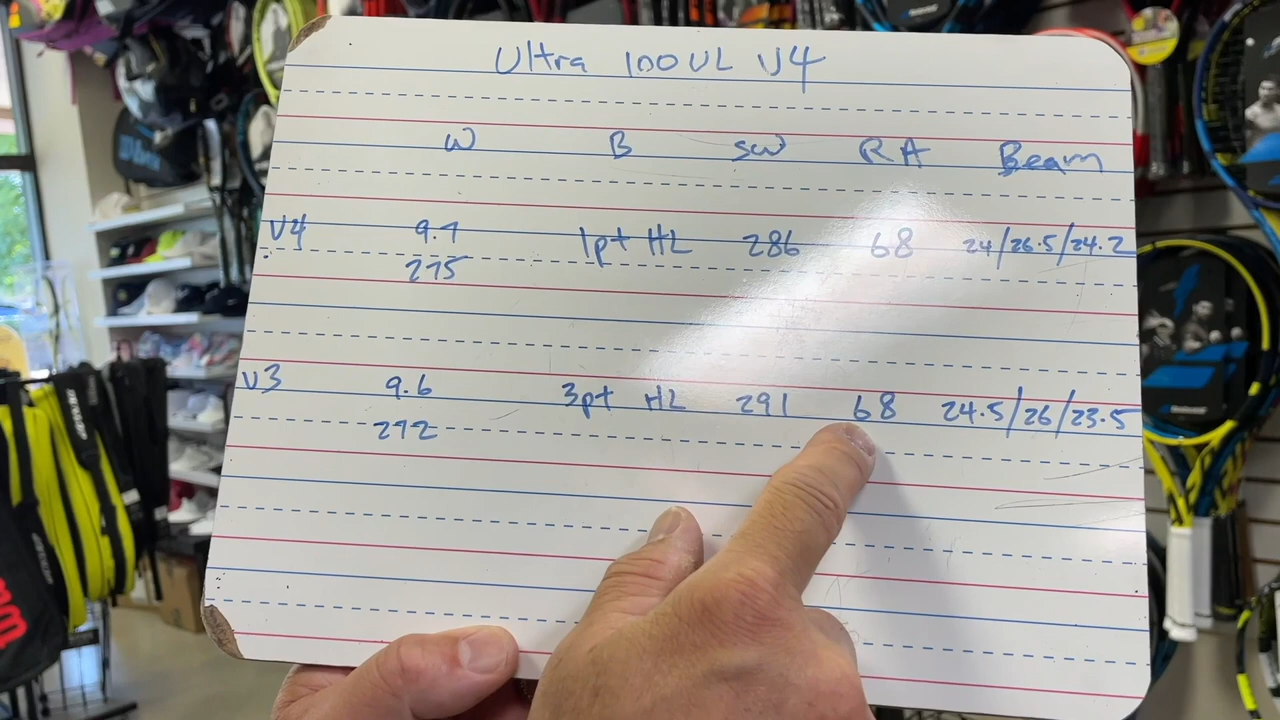 Ultra 100UL V4
W B SW RA Beam
V4 9.7 1pt HL 286 68 24/26.5/24.2
275
V3 9.6 3pt HL 291 68 24.5/26/23.5
272